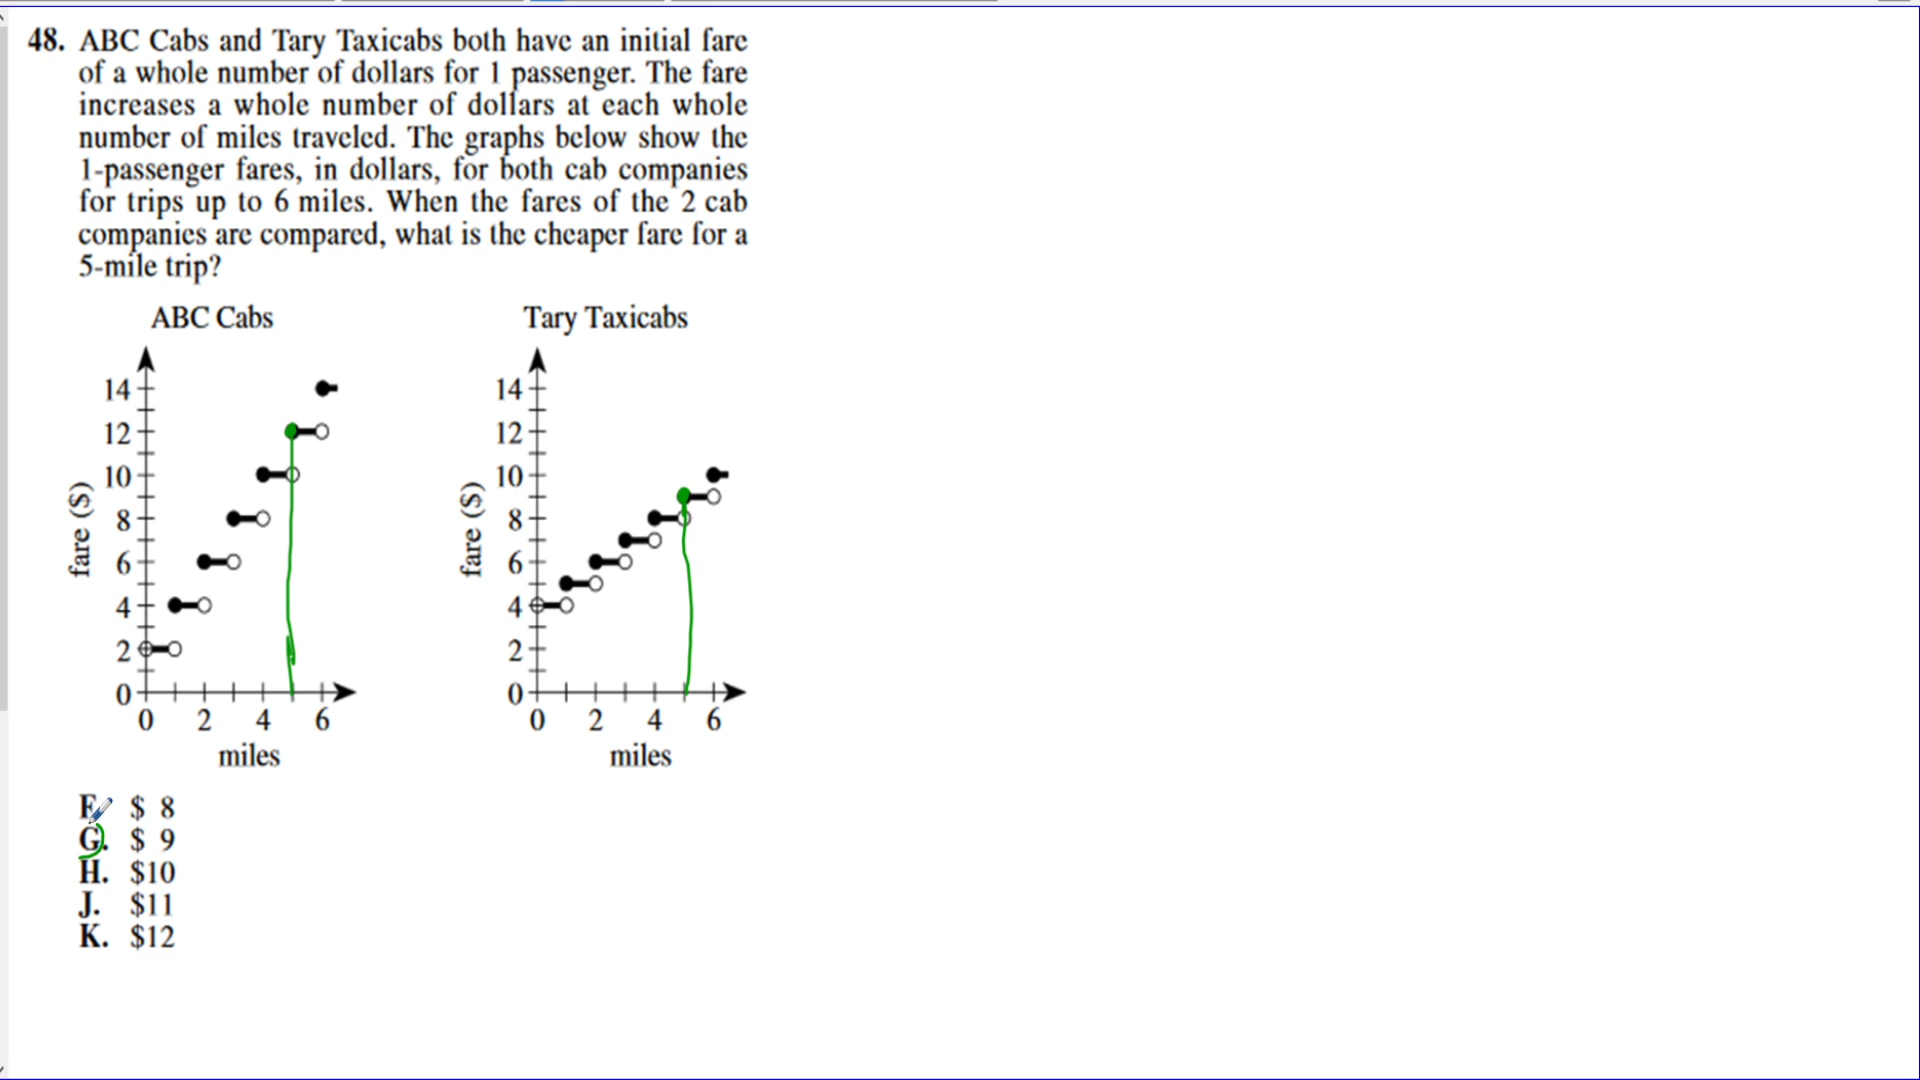 48. ABC Cabs and Tary Taxicabs both have an initial fare
of a whole number of dollars for 1 passenger. The fare
increases a whole number of dollars at each whole
number of miles traveled. The graphs below show the
1-passenger fares, in dollars, for both cab companies
for trips up to 6 miles. When the fares of the 2 cab
companies are compared, what is the cheaper fare for a
5-mile trip?
ABC Cabs
14
12
10
8
6
4
2
0
fare ($)
0 2 4 6
miles
Tary Taxicabs
14
12
10
8
6
4
2
0
fare ($)
0 2 4 6
miles
F. $ 8
G. $ 9
H. $10
J. $11
K. $12